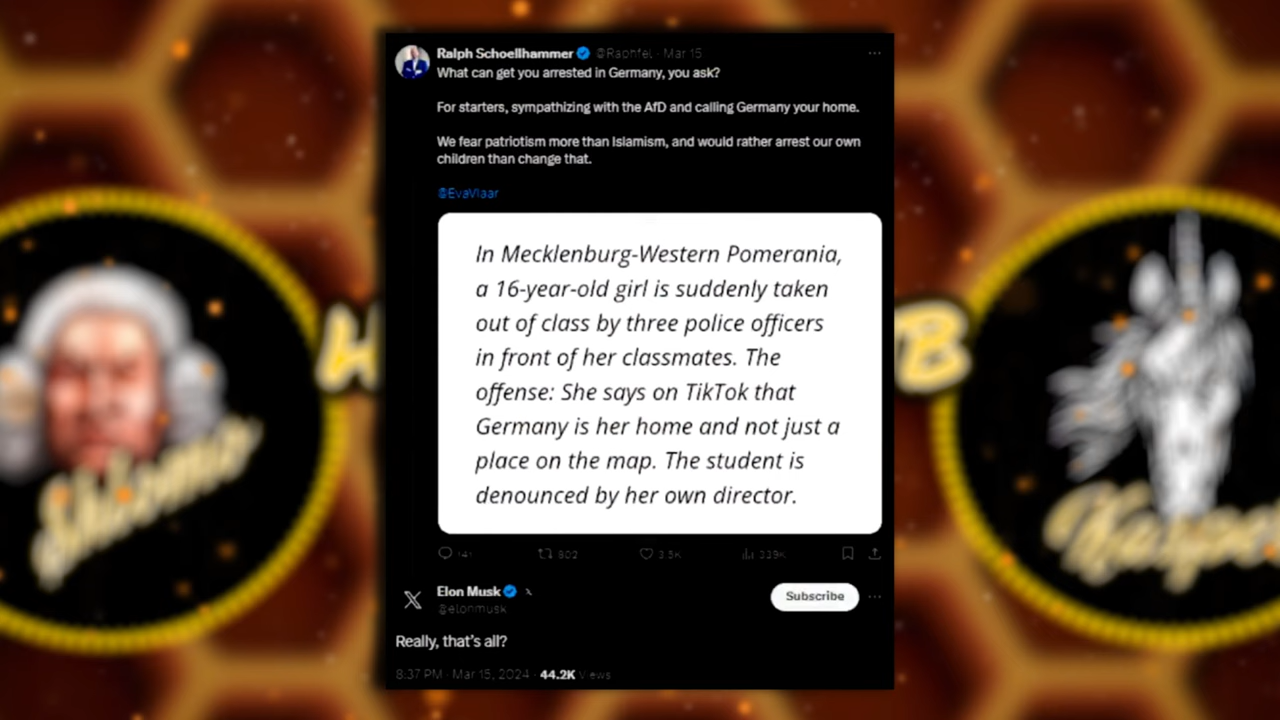 Ralph Schoellhammer @Raphfel · Mar 15
What can get you arrested in Germany, you ask?
For starters, sympathizing with the AfD and calling Germany your home.
We fear patriotism more than Islamism, and would rather arrest our own
children than change that.
@EvaVlaar
In Mecklenburg-Western Pomerania,
a 16-year-old girl is suddenly taken
out of class by three police officers
in front of her classmates. The
offense: She says on TikTok that
Germany is her home and not just a
place on the map. The student is
denounced by her own director.
141 802 3.5K 339K
Elon Musk
Subscribe
@elonmusk
Really, that's all?
8:37 PM · Mar 15, 2024 · 44.2K Views
Shlomo